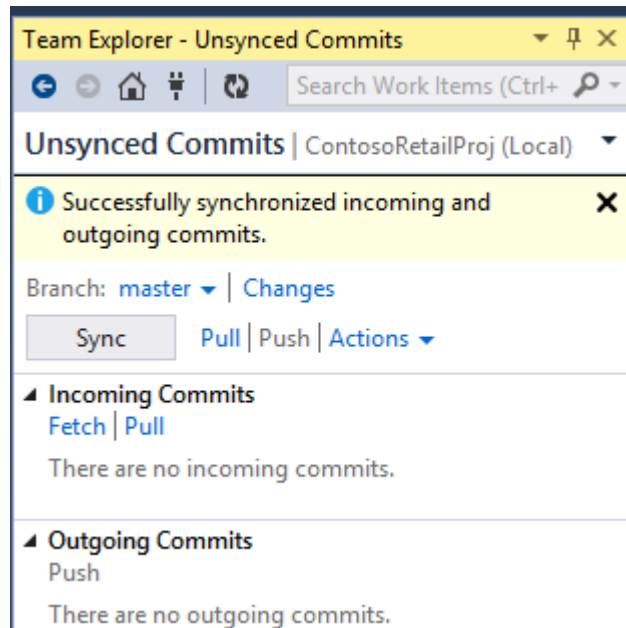 Team Explorer - Unsynced Commits
Search Work Items (Ctrl+
Unsynced Commits | ContosoRetailProj (Local)
Successfully synchronized incoming and
outgoing commits.
Branch: master | Changes
Sync Pull | Push | Actions
Incoming Commits
Fetch | Pull
There are no incoming commits.
Outgoing Commits
Push
There are no outgoing commits.